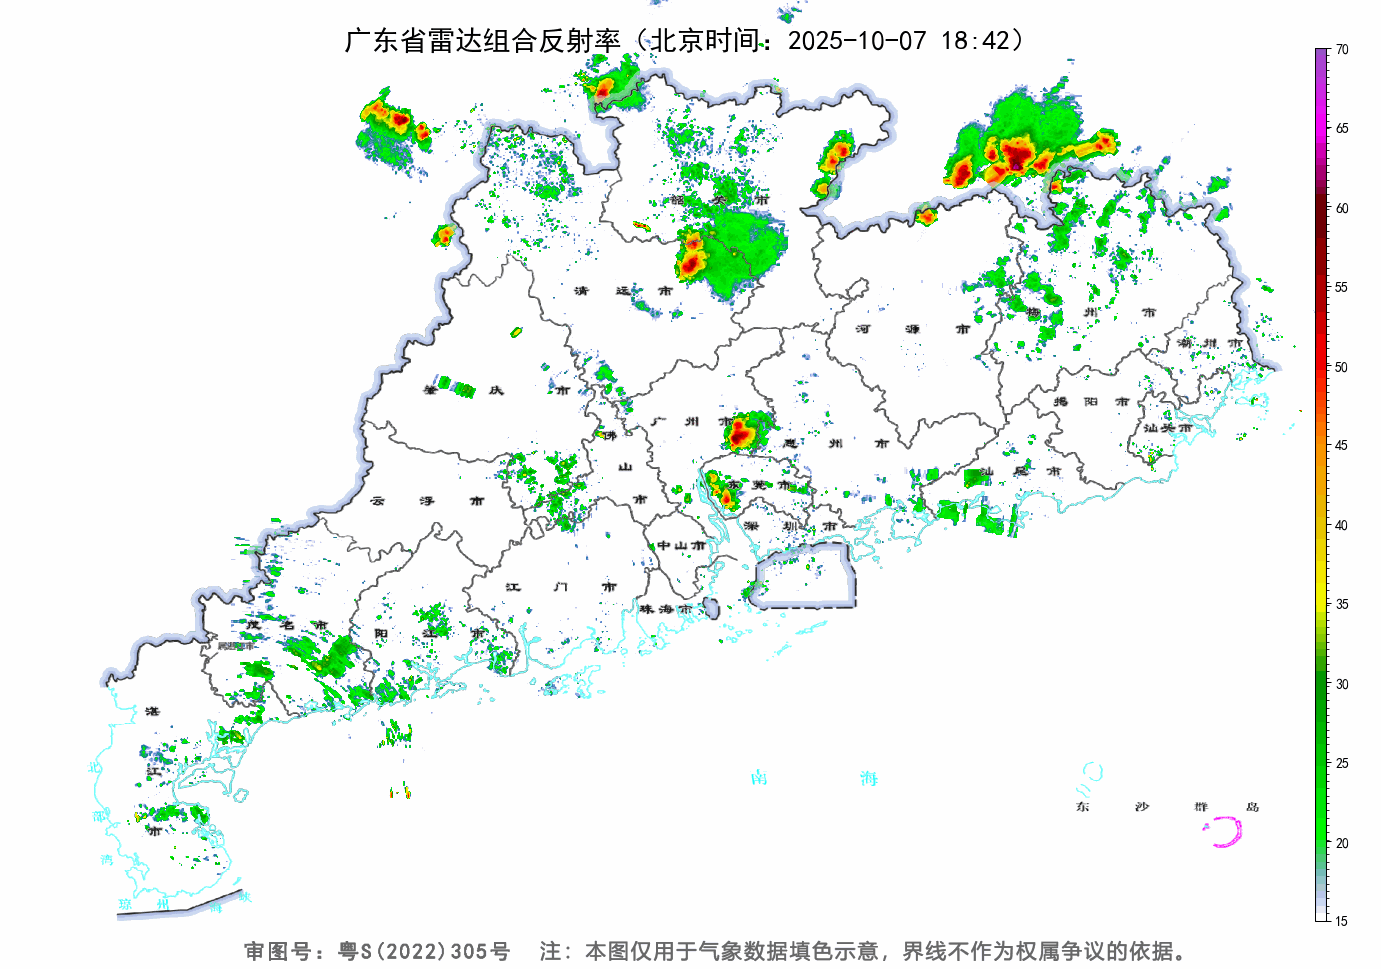 广东省雷达组合反射率（北京时间：2025-10-07 18:42）
70
65
60
55
50
45
40
35
30
25
20
15
韶关市
清远市
河源市
梅州市
潮州市
肇庆市
揭阳市
汕头市
广州市
佛山市
惠州市
云浮市
东莞市
汕尾市
深圳市
中山市
江门市
珠海市
茂名市
阳江市
湛江市
北部湾
琼州海峡
南海
东沙群岛
审图号：粤S(2022)305号 注：本图仅用于气象数据填色示意，界线不作为权属争议的依据。